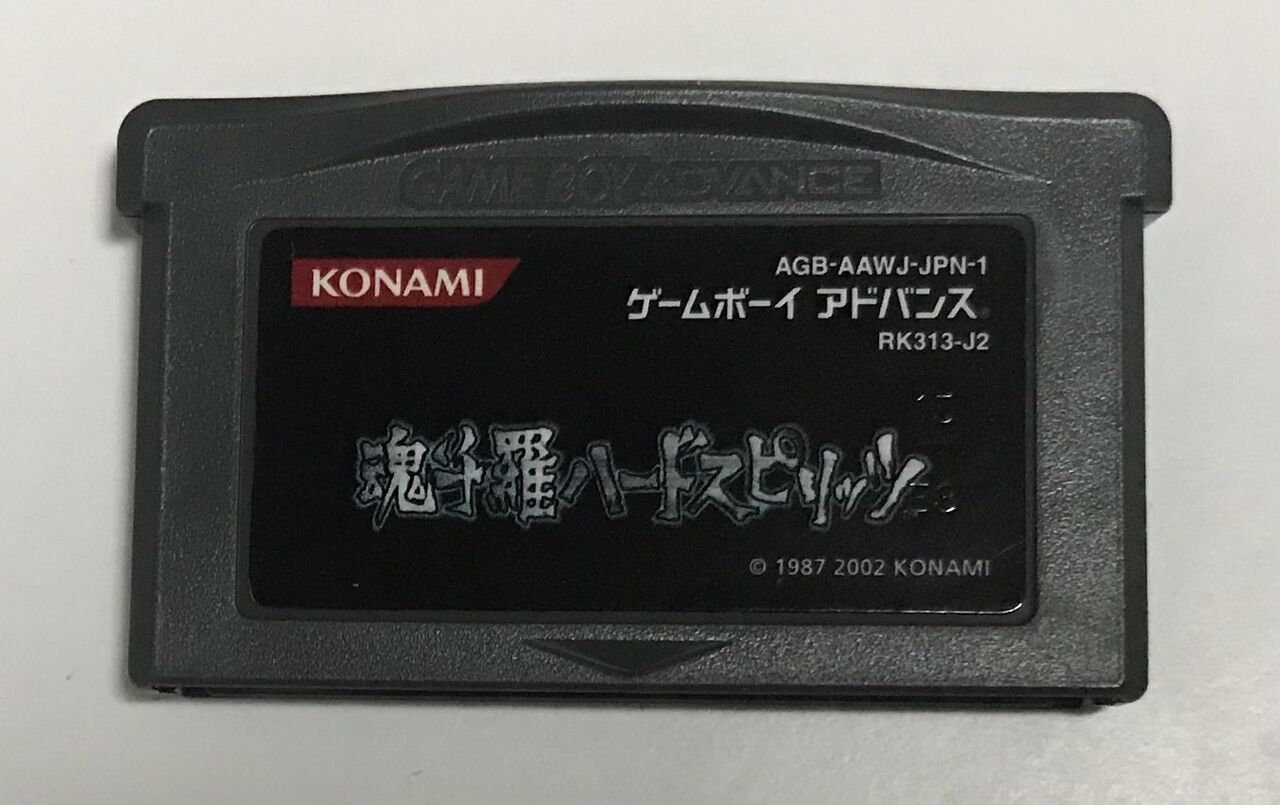 GAME BOY ADVANCE
KONAMI
AGB-AAWJ-JPN-1
ゲームボーイ アドバンス®
RK313-J2
魂斗羅ハードスピリッツ
© 1987 2002 KONAMI